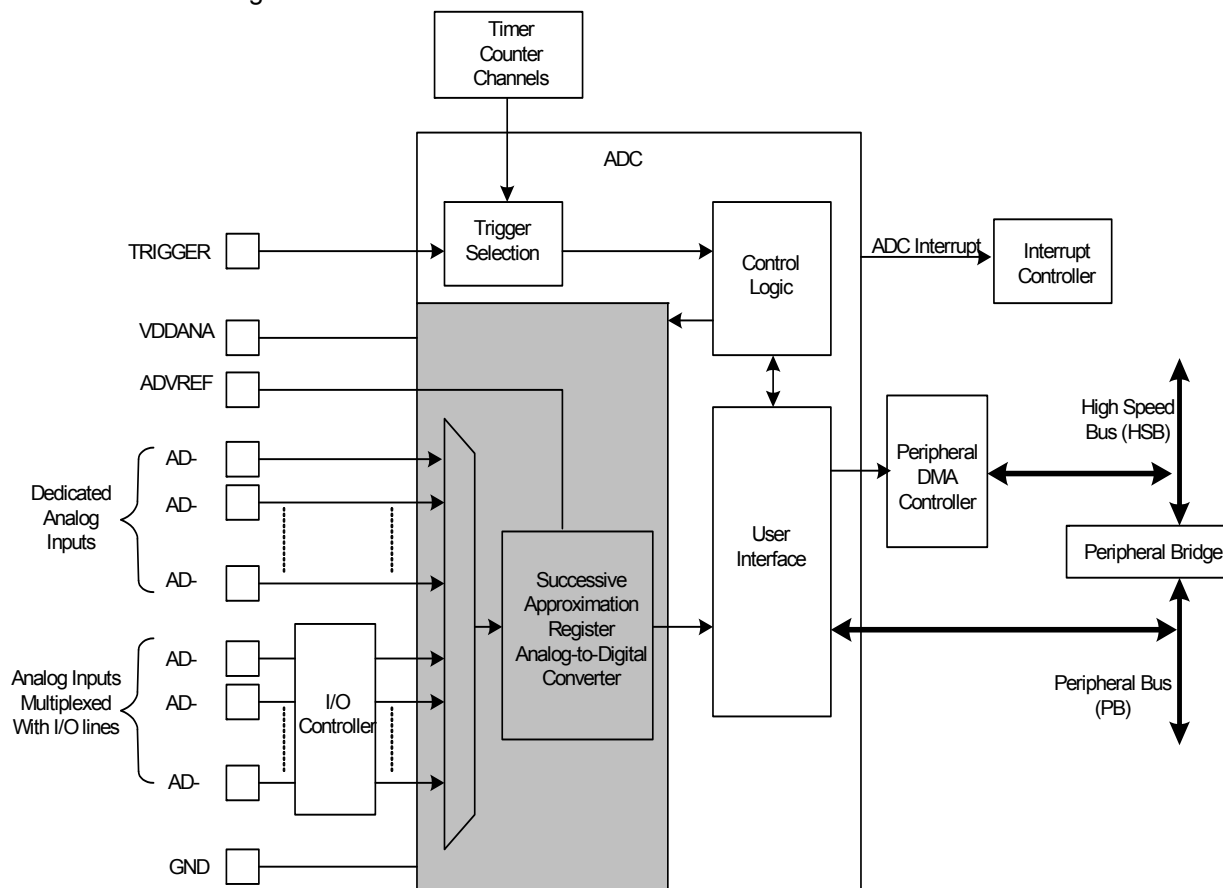 Timer
Counter
Channels
ADC
Trigger
Selection
TRIGGER
Control
Logic
ADC Interrupt
Interrupt
Controller
VDDANA
ADVREF
High Speed
Bus (HSB)
Peripheral
DMA
Controller
Dedicated
Analog
Inputs
AD-
AD-
AD-
User
Interface
Peripheral Bridge
Successive
Approximation
Register
Analog-to-Digital
Converter
Analog Inputs
Multiplexed
With I/O lines
AD-
AD-
AD-
I/O
Controller
Peripheral Bus
(PB)
GND